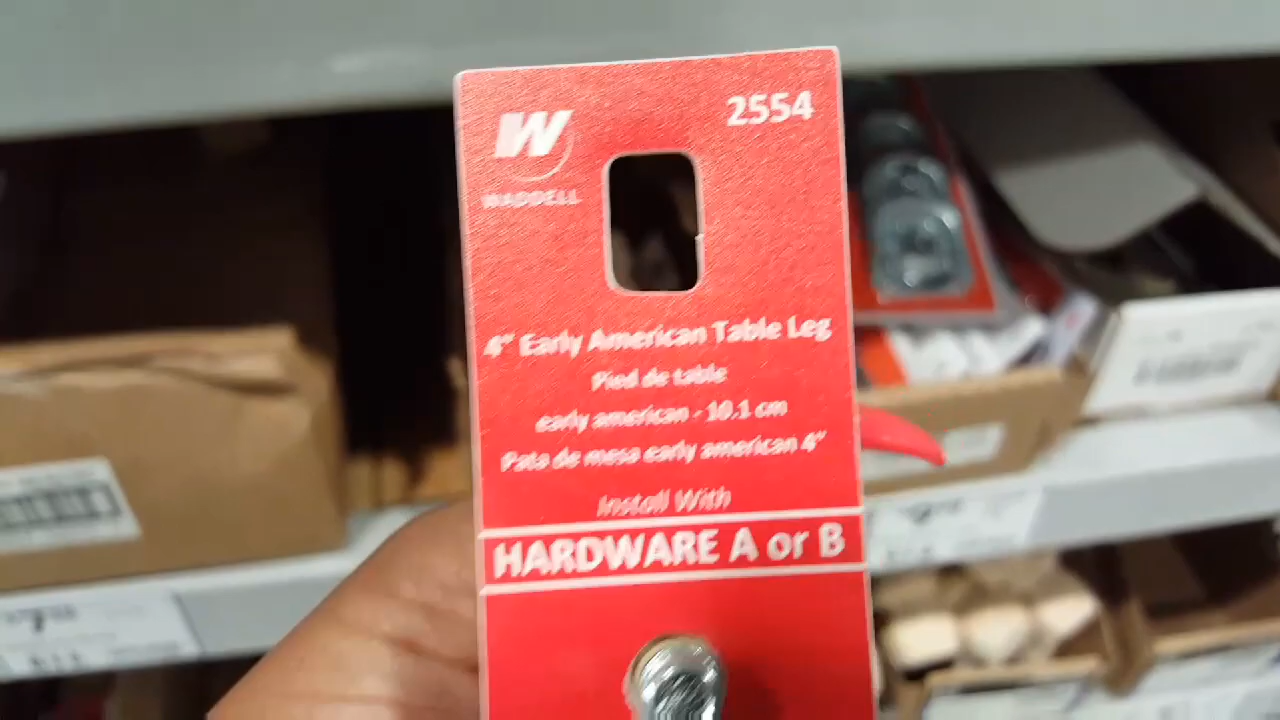 2554
W
WADDELL
4" Early American Table Leg
Pied de table
early american - 10.1 cm
Pata de mesa early american 4"
Install With
HARDWARE A or B